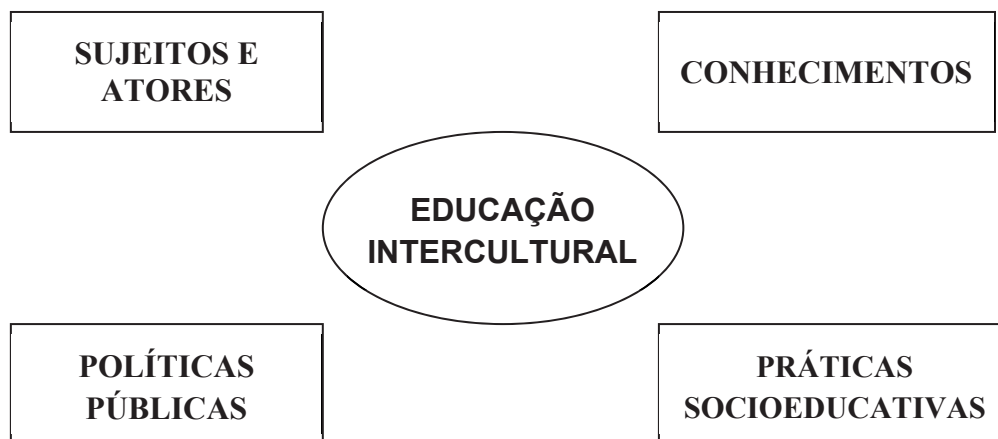 SUJEITOS E
ATORES
CONHECIMENTOS
EDUCAÇÃO
INTERCULTURAL
POLÍTICAS
PÚBLICAS
PRÁTICAS
SOCIOEDUCATIVAS